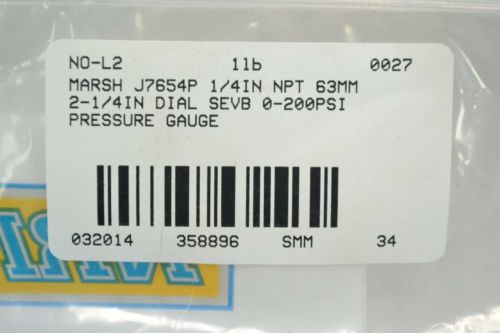 NO-L2 1lb 0027
MARSH J7654P 1/4IN NPT 63MM
2-1/4IN DIAL SEVB 0-200PSI
PRESSURE GAUGE
032014 358896 SMM 34